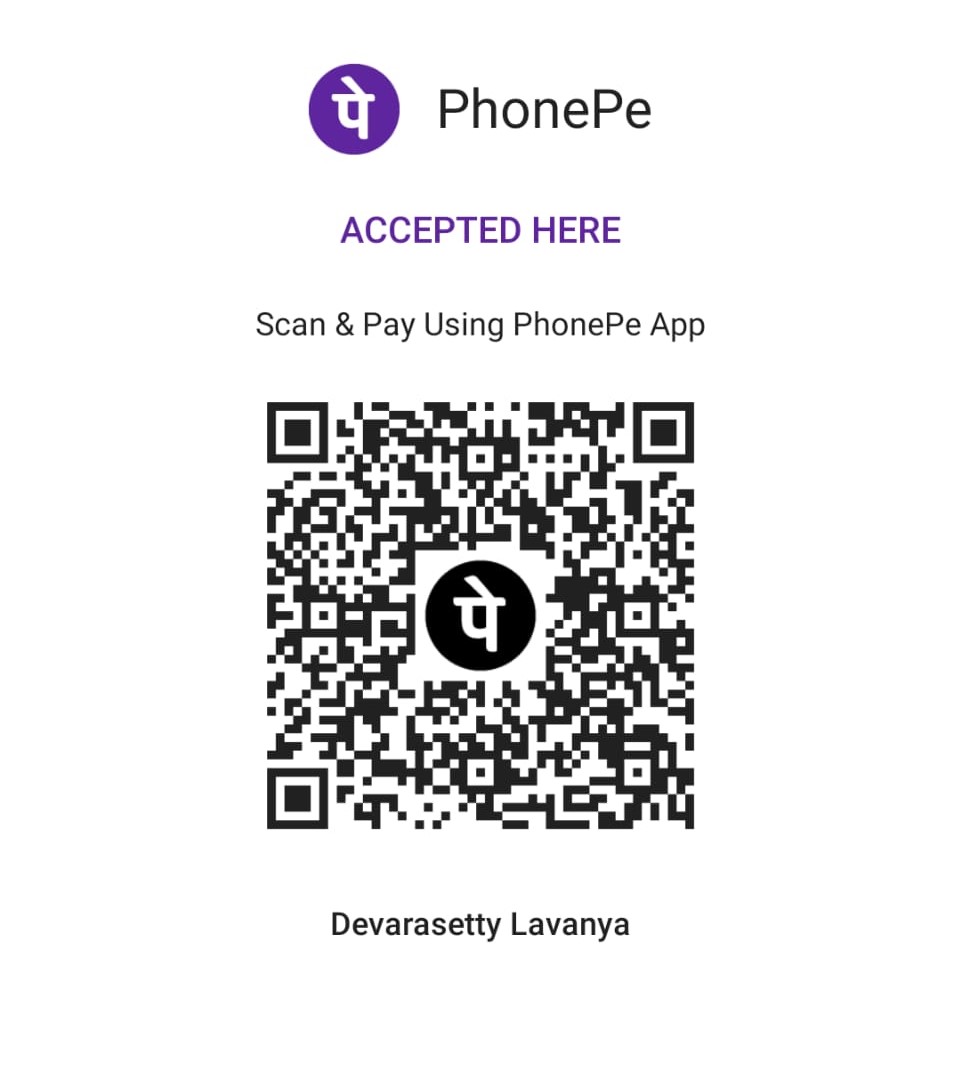 पे PhonePe
ACCEPTED HERE
Scan & Pay Using PhonePe App
पे
Devarasetty Lavanya